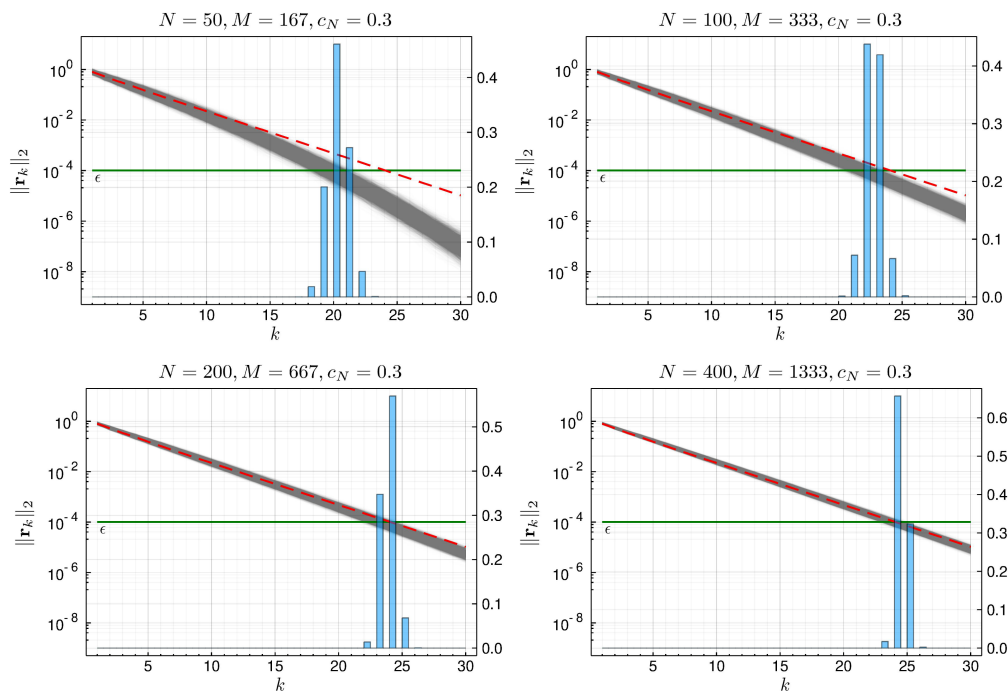 N = 50, M = 167, c_N = 0.3
10^0
10^-2
10^-4
10^-6
10^-8
‖r_k‖_2
ϵ
0.4
0.3
0.2
0.1
0.0
5 10 15 20 25 30
k
N = 100, M = 333, c_N = 0.3
10^0
10^-2
10^-4
10^-6
10^-8
‖r_k‖_2
ϵ
0.4
0.3
0.2
0.1
0.0
5 10 15 20 25 30
k
N = 200, M = 667, c_N = 0.3
10^0
10^-2
10^-4
10^-6
10^-8
‖r_k‖_2
ϵ
0.5
0.4
0.3
0.2
0.1
0.0
5 10 15 20 25 30
k
N = 400, M = 1333, c_N = 0.3
10^0
10^-2
10^-4
10^-6
10^-8
‖r_k‖_2
ϵ
0.6
0.5
0.4
0.3
0.2
0.1
0.0
5 10 15 20 25 30
k